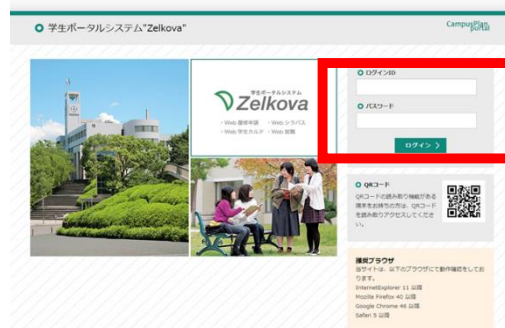 学生ポータルシステム"Zelkova"
CampusPlan
portal
学生ポータルシステム
Zelkova
・Web 履修申請 ・Web シラバス
・Web 学生カルテ ・Web 就職
ログインID
パスワード
ログイン
QRコード
QRコードの読み取り機能がある
端末をお持ちの方は、QRコード
を読み取りアクセスしてくださ
い。
推奨ブラウザ
当サイトは、以下のブラウザにて動作確認をしてお
ります。
InternetExplorer 11 以降
Mozilla Firefox 40 以降
Google Chrome 46 以降
Safari 5 以降